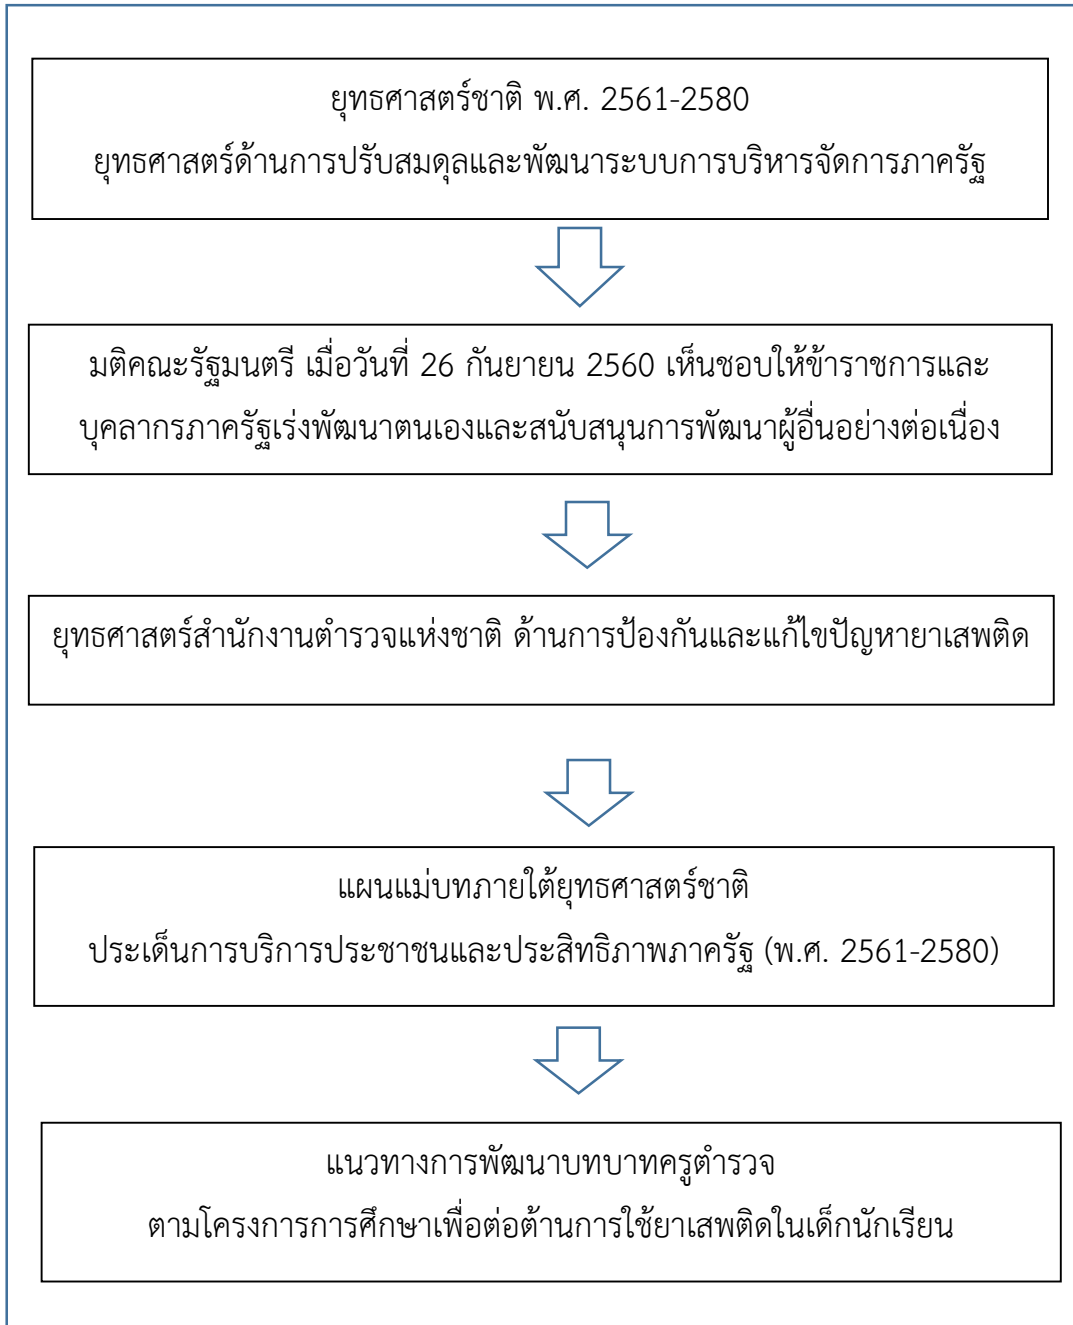 ยุทธศาสตร์ชาติ พ.ศ. 2561-2580
ยุทธศาสตร์ด้านการปรับสมดุลและพัฒนาระบบการบริหารจัดการภาครัฐ
มติคณะรัฐมนตรี เมื่อวันที่ 26 กันยายน 2560 เห็นชอบให้ข้าราชการและ
บุคลากรภาครัฐเร่งพัฒนาตนเองและสนับสนุนการพัฒนาผู้อื่นอย่างต่อเนื่อง
ยุทธศาสตร์สำนักงานตำรวจแห่งชาติ ด้านการป้องกันและแก้ไขปัญหายาเสพติด
แผนแม่บทภายใต้ยุทธศาสตร์ชาติ
ประเด็นการบริการประชาชนและประสิทธิภาพภาครัฐ (พ.ศ. 2561-2580)
แนวทางการพัฒนาบทบาทครูตำรวจ
ตามโครงการการศึกษาเพื่อต่อต้านการใช้ยาเสพติดในเด็กนักเรียน